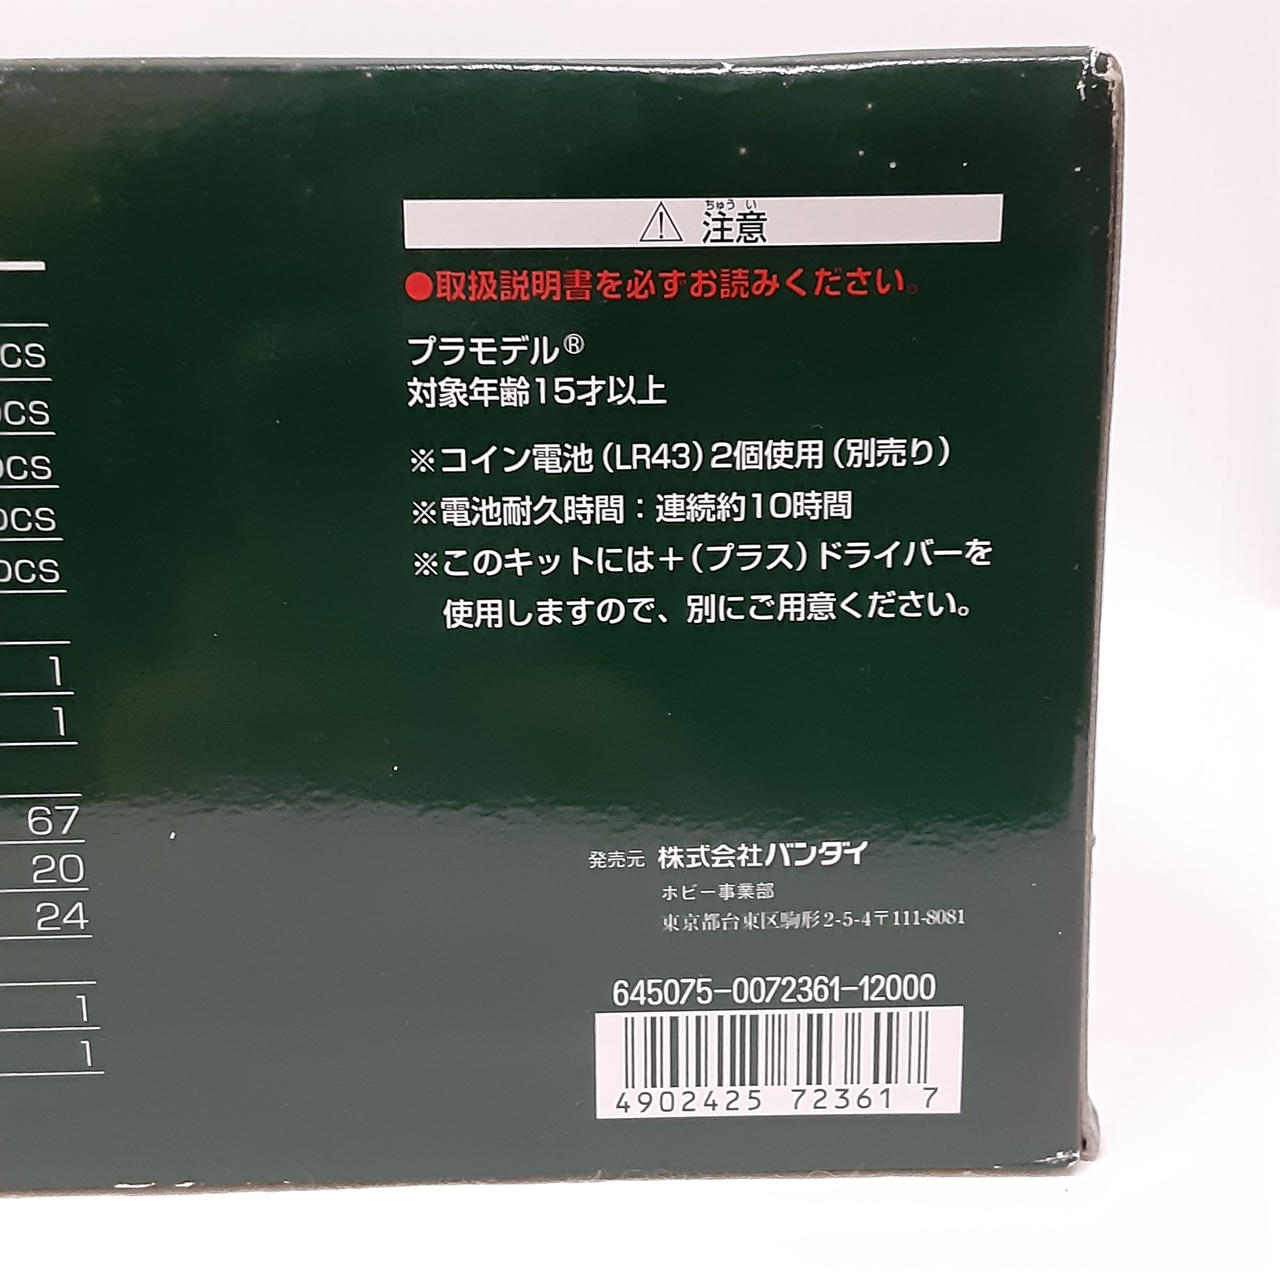 CS
OCS
OCS
OCS
OCS
1
1
67
20
24
1
1
ちゅう い
注意
●取扱説明書を必ずお読みください。
プラモデル®
対象年齢15才以上
※コイン電池(LR43)2個使用(別売り)
※電池耐久時間:連続約10時間
※このキットには+(プラス)ドライバーを
使用しますので、別にご用意ください。
発売元 株式会社バンダイ
ホビー事業部
東京都台東区駒形2-5-4〒111-8081
645075-0072361-12000
4902425 72361 7